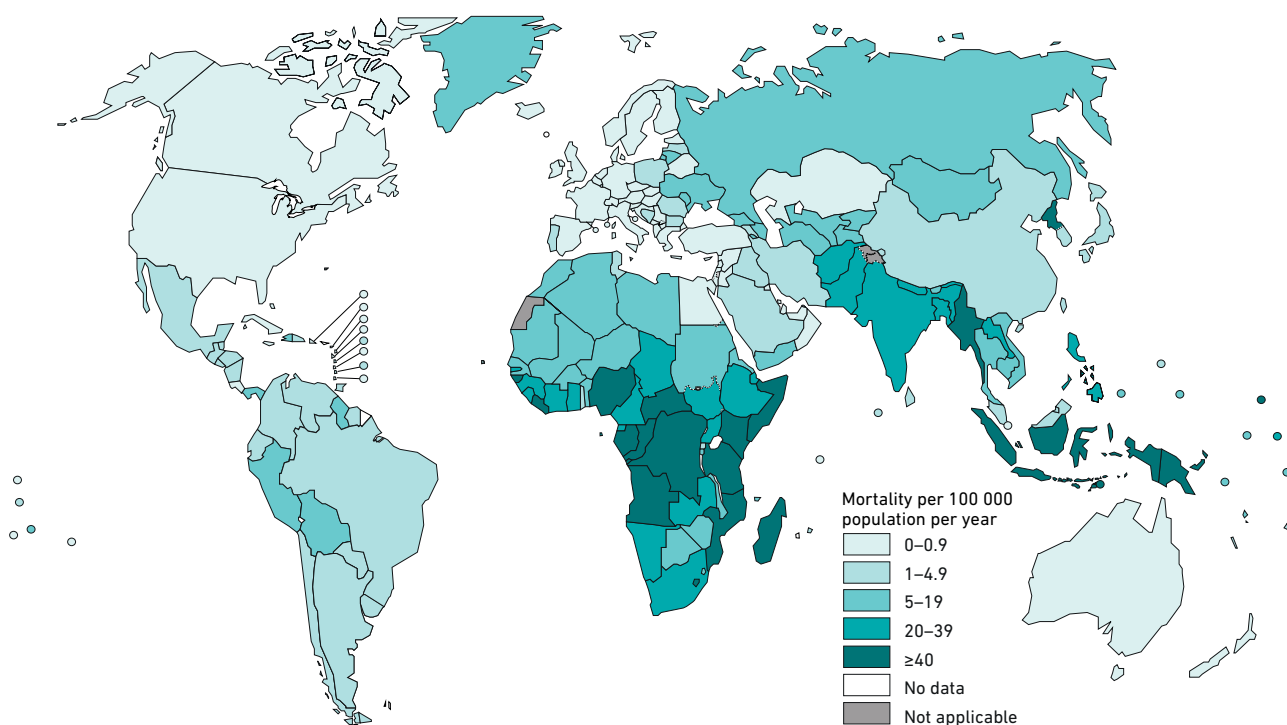 Mortality per 100 000
population per year
0–0.9
1–4.9
5–19
20–39
≥40
No data
Not applicable